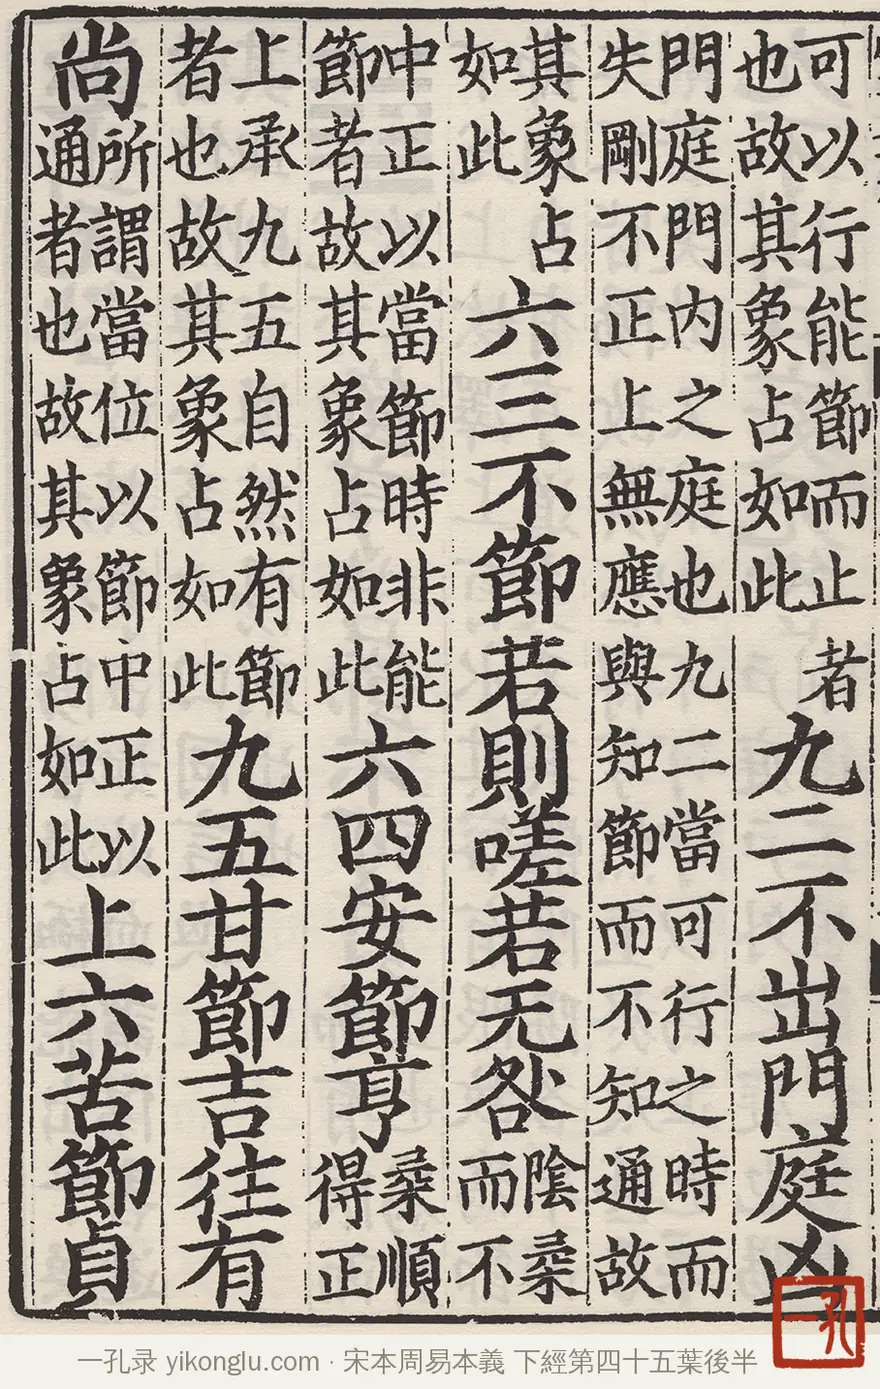 可以行能節而止者
也故其象占如此
九二不出門庭凶
門庭門内之庭也九二當可行之時而
失剛不正上無應與知節而不知通故
其象占
如此
六三不節若則嗟若无咎
陰柔
而不
中正以當節時非能
節者故其象占如此
六四安節亨
柔順
得正
上承九五自然有節
者也故其象占如此
九五甘節吉往有
尚
所謂當位以節中正以
通者也故其象占如此
上六苦節貞
一孔
一孔录 yikonglu.com · 宋本周易本義 下經第四十五葉後半